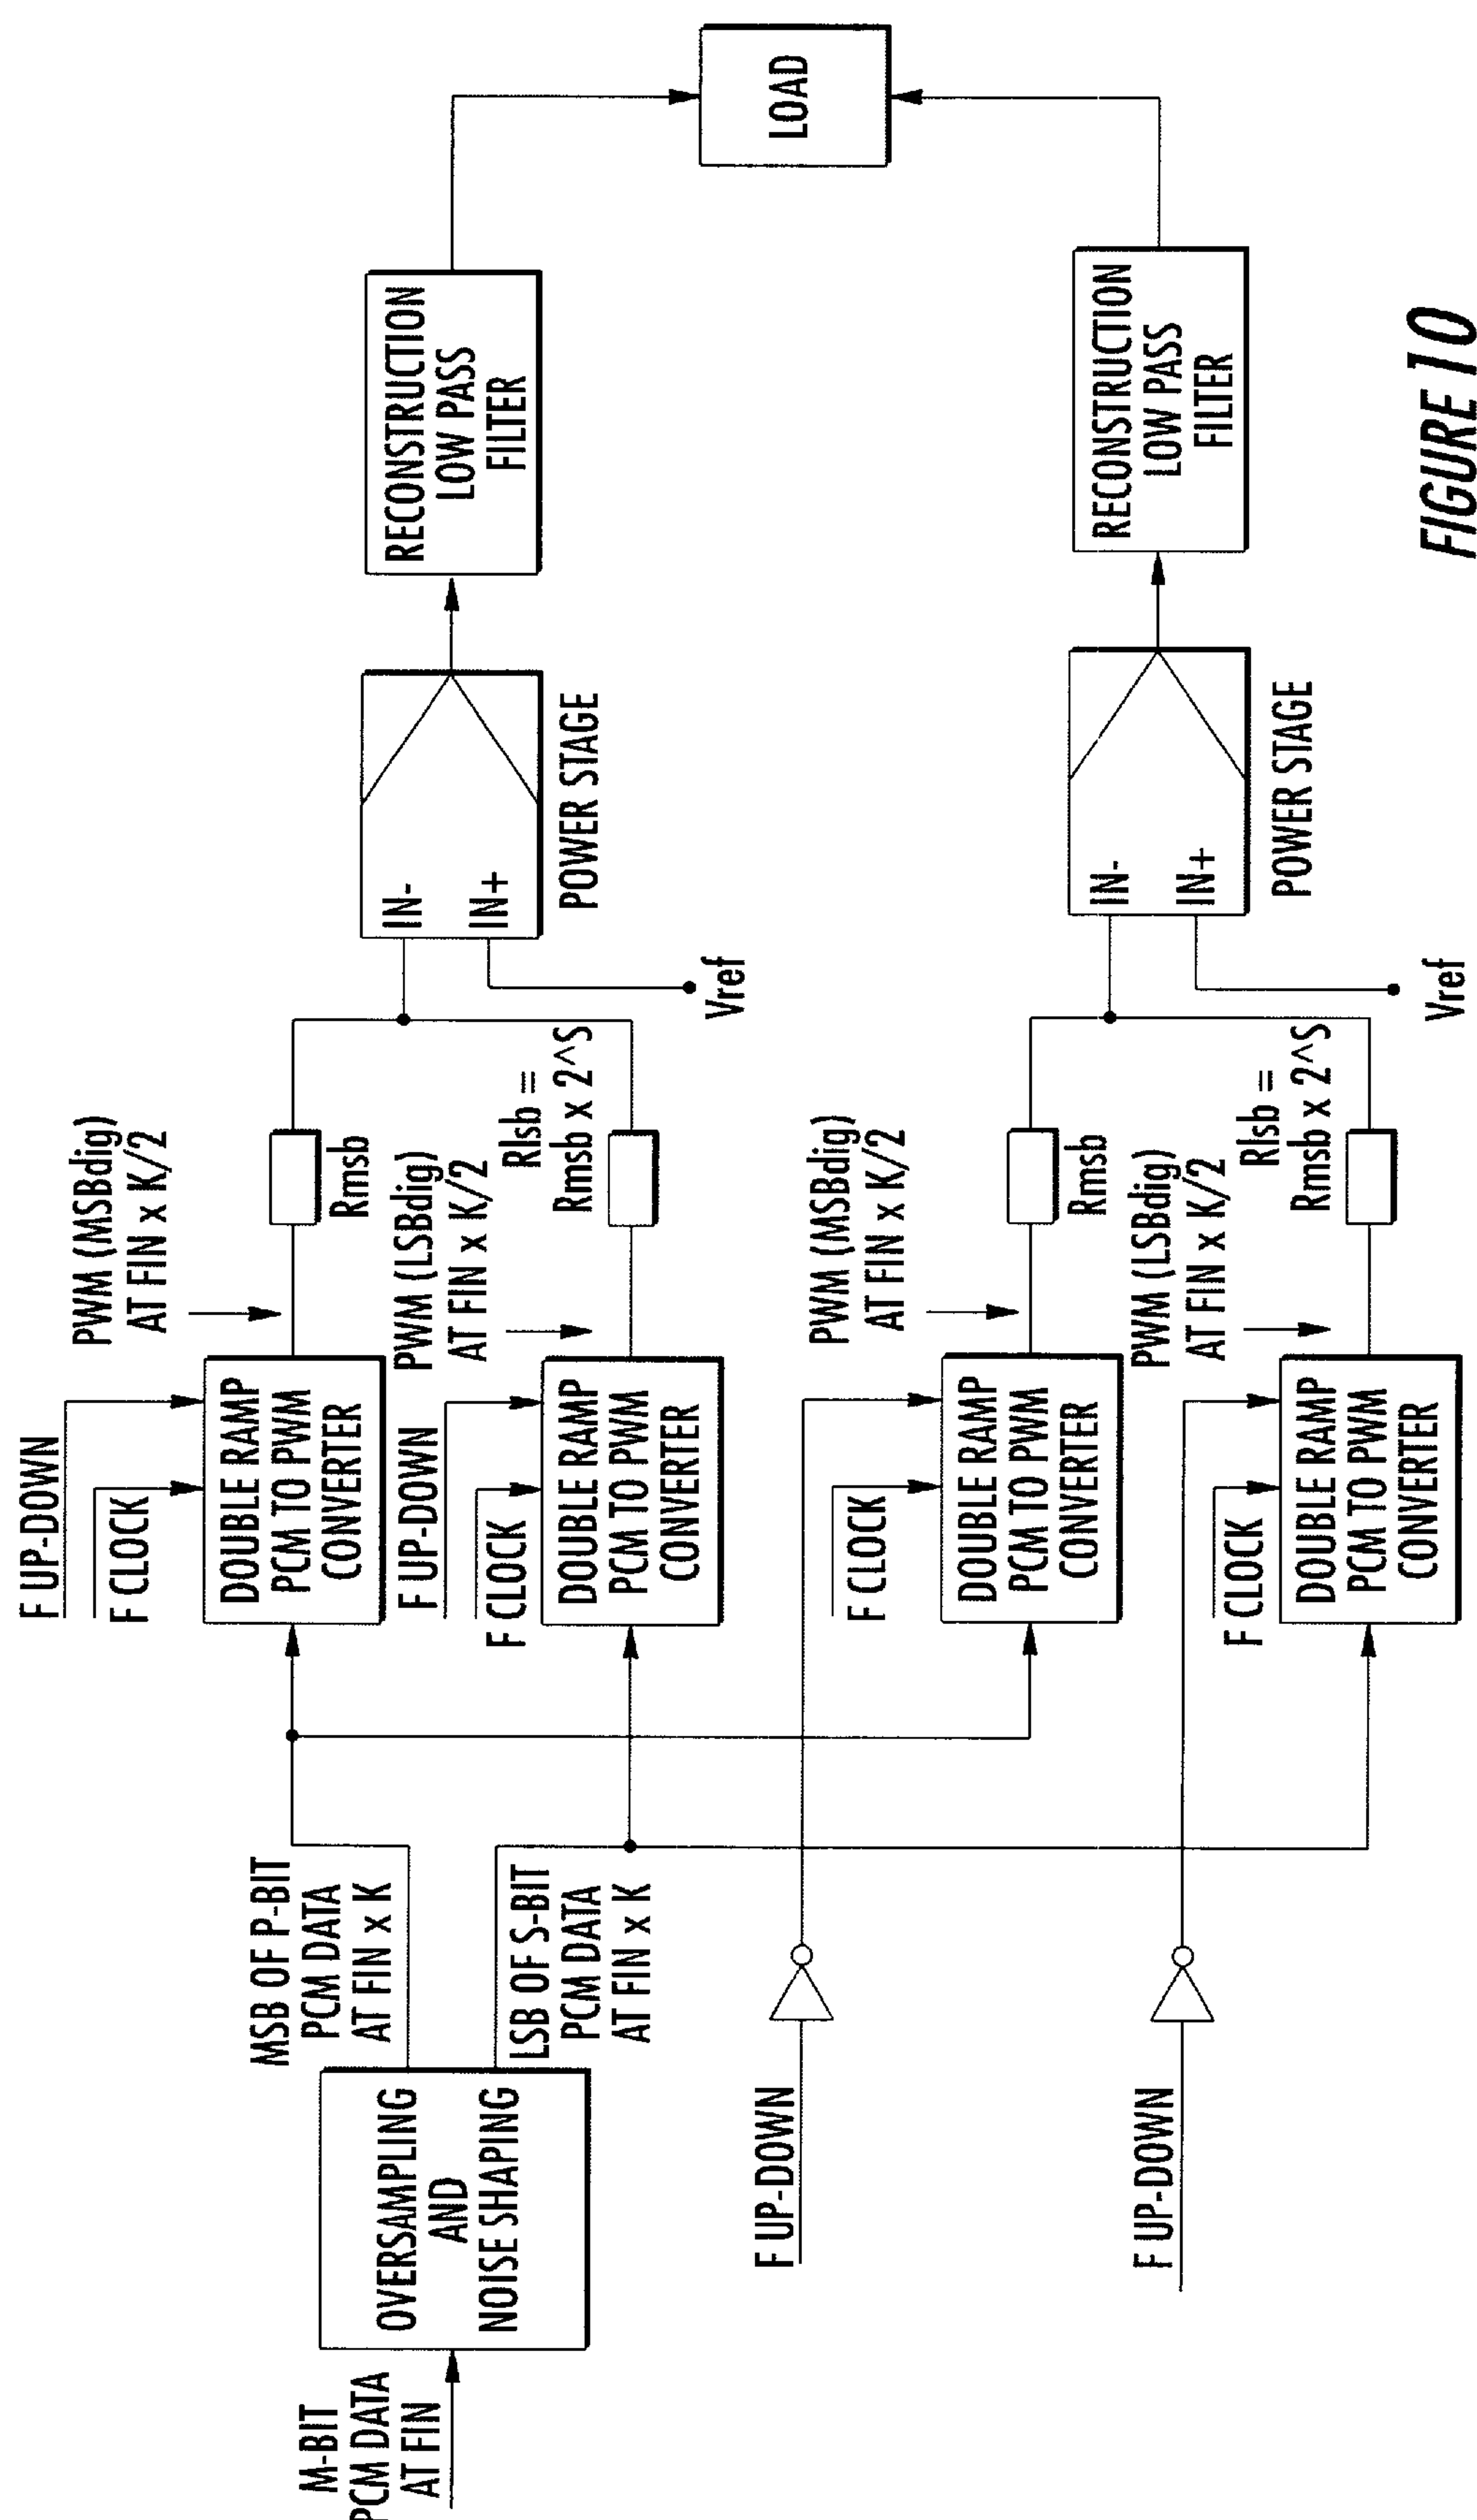 M-BIT
PCM DATA
AT FIN
OVERSAMPLING
AND
NOISE SHAPING
MSB OF P-BIT
PCM DATA
AT FIN x K
LSB OF S-BIT
PCM DATA
AT FIN x K
F UP-DOWN
F CLOCK
DOUBLE RAMP
PCM TO PWM
CONVERTER
PWM (MSBdig)
AT FIN x K/2
Rmsb
F UP-DOWN
F CLOCK
DOUBLE RAMP
PCM TO PWM
CONVERTER
PWM (LSBdig)
AT FIN x K/2
Rlsb =
Rmsb x 2^S
IN-
IN+
Vref
POWER STAGE
RECONSTRUCTION
LOW PASS
FILTER
LOAD
F UP-DOWN
F CLOCK
DOUBLE RAMP
PCM TO PWM
CONVERTER
PWM (MSBdig)
AT FIN x K/2
Rmsb
F UP-DOWN
F CLOCK
DOUBLE RAMP
PCM TO PWM
CONVERTER
PWM (LSBdig)
AT FIN x K/2
Rlsb =
Rmsb x 2^S
IN-
IN+
Vref
POWER STAGE
RECONSTRUCTION
LOW PASS
FILTER
FIGURE 10